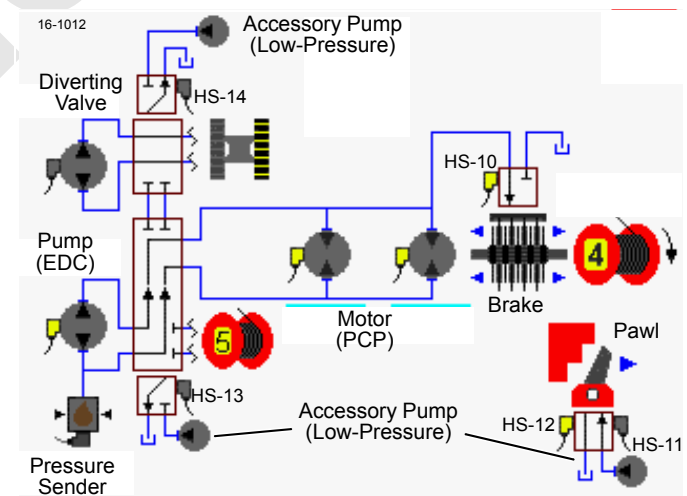 16-1012
Accessory Pump
(Low-Pressure)
Diverting
Valve
HS-14
HS-10
Pump
(EDC)
4
Brake
Motor
(PCP)
5
Pawl
HS-13
Accessory Pump
(Low-Pressure)
HS-12
HS-11
Pressure
Sender